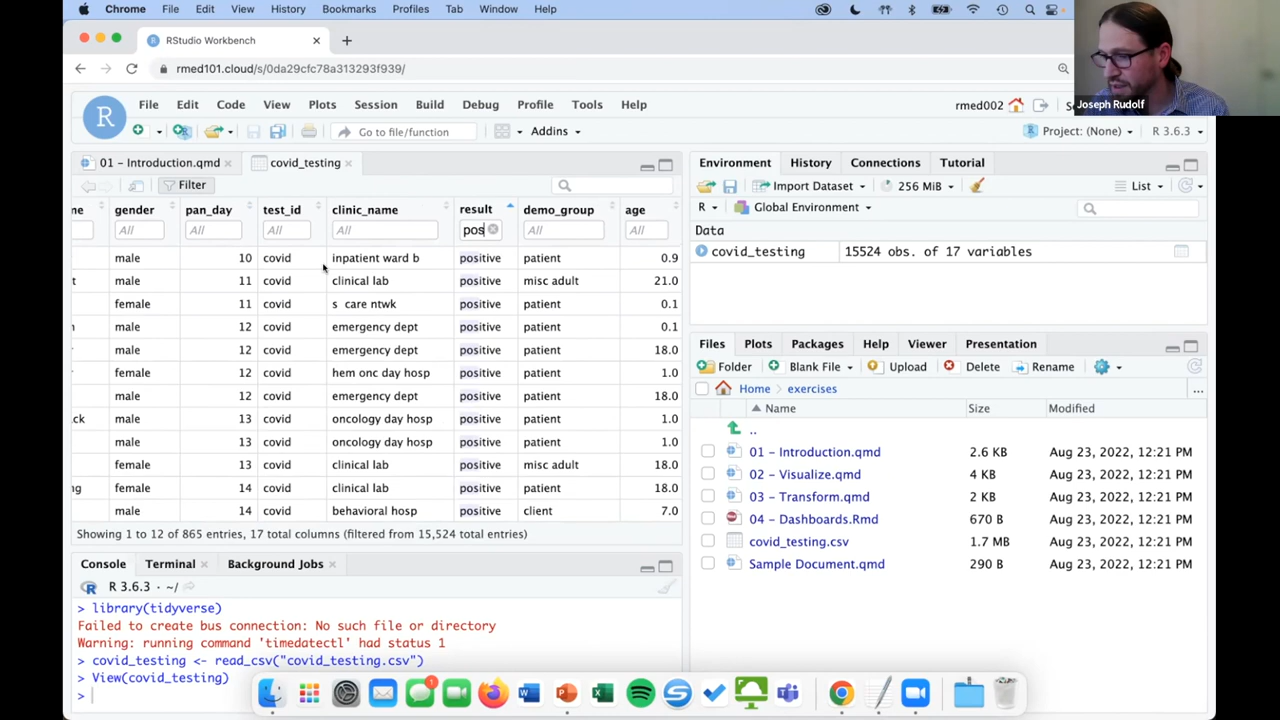 Chrome File Edit View History Bookmarks Profiles Tab Window Help
RStudio Workbench
rmed101.cloud/s/0da29cfc78a313293f939/
Joseph Rudolf
R File Edit Code View Plots Session Build Debug Profile Tools Help rmed002
Go to file/function Addins Project: (None) R 3.6.3
01 - Introduction.qmd covid_testing
Filter
gender pan_day test_id clinic_name result demo_group age
All All All All pos All All
male 10 covid inpatient ward b positive patient 0.9
male 11 covid clinical lab positive misc adult 21.0
female 11 covid s care ntwk positive patient 0.1
male 12 covid emergency dept positive patient 0.1
male 12 covid emergency dept positive patient 18.0
female 12 covid hem onc day hosp positive patient 1.0
male 12 covid emergency dept positive patient 18.0
male 13 covid oncology day hosp positive patient 1.0
male 13 covid oncology day hosp positive patient 1.0
female 13 covid clinical lab positive misc adult 18.0
female 14 covid clinical lab positive patient 18.0
male 14 covid behavioral hosp positive client 7.0
Showing 1 to 12 of 865 entries, 17 total columns (filtered from 15,524 total entries)
Console Terminal Background Jobs
R 3.6.3 · ~/
> library(tidyverse)
Failed to create bus connection: No such file or directory
Warning: running command 'timedatectl' had status 1
> covid_testing <- read_csv("covid_testing.csv")
> View(covid_testing)
>
Environment History Connections Tutorial
Import Dataset 256 MiB List
R Global Environment
Data
covid_testing 15524 obs. of 17 variables
Files Plots Packages Help Viewer Presentation
Folder Blank File Upload Delete Rename
Home exercises ...
Name Size Modified
..
01 - Introduction.qmd 2.6 KB Aug 23, 2022, 12:21 PM
02 - Visualize.qmd 4 KB Aug 23, 2022, 12:21 PM
03 - Transform.qmd 2 KB Aug 23, 2022, 12:21 PM
04 - Dashboards.Rmd 670 B Aug 23, 2022, 12:21 PM
covid_testing.csv 1.7 MB Aug 23, 2022, 12:21 PM
Sample Document.qmd 290 B Aug 23, 2022, 12:21 PM